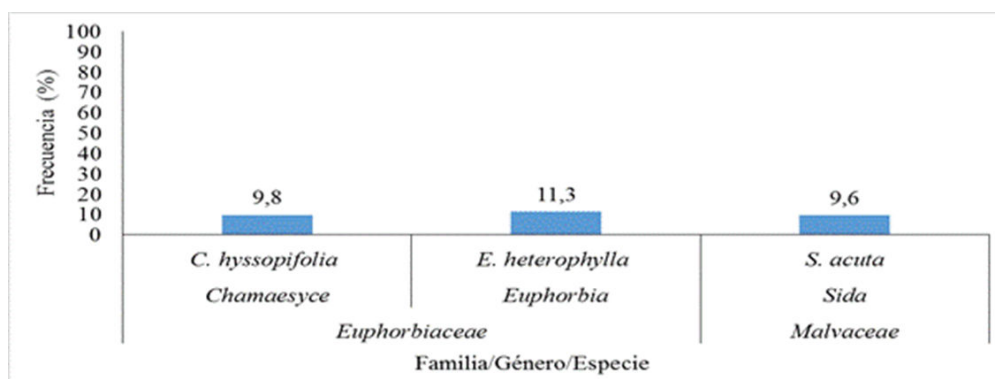 Frecuencia (%)
100
90
80
70
60
50
40
30
20
10
0
9,8
11,3
9,6
C. hyssopifolia
E. heterophylla
S. acuta
Chamaesyce
Euphorbia
Sida
Euphorbiaceae
Malvaceae
Familia/Género/Especie